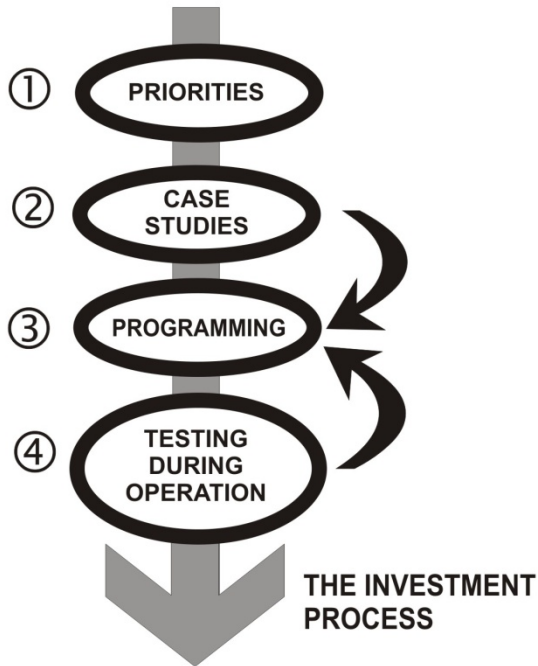 ①
PRIORITIES
②
CASE
STUDIES
③
PROGRAMMING
④
TESTING
DURING
OPERATION
THE INVESTMENT
PROCESS